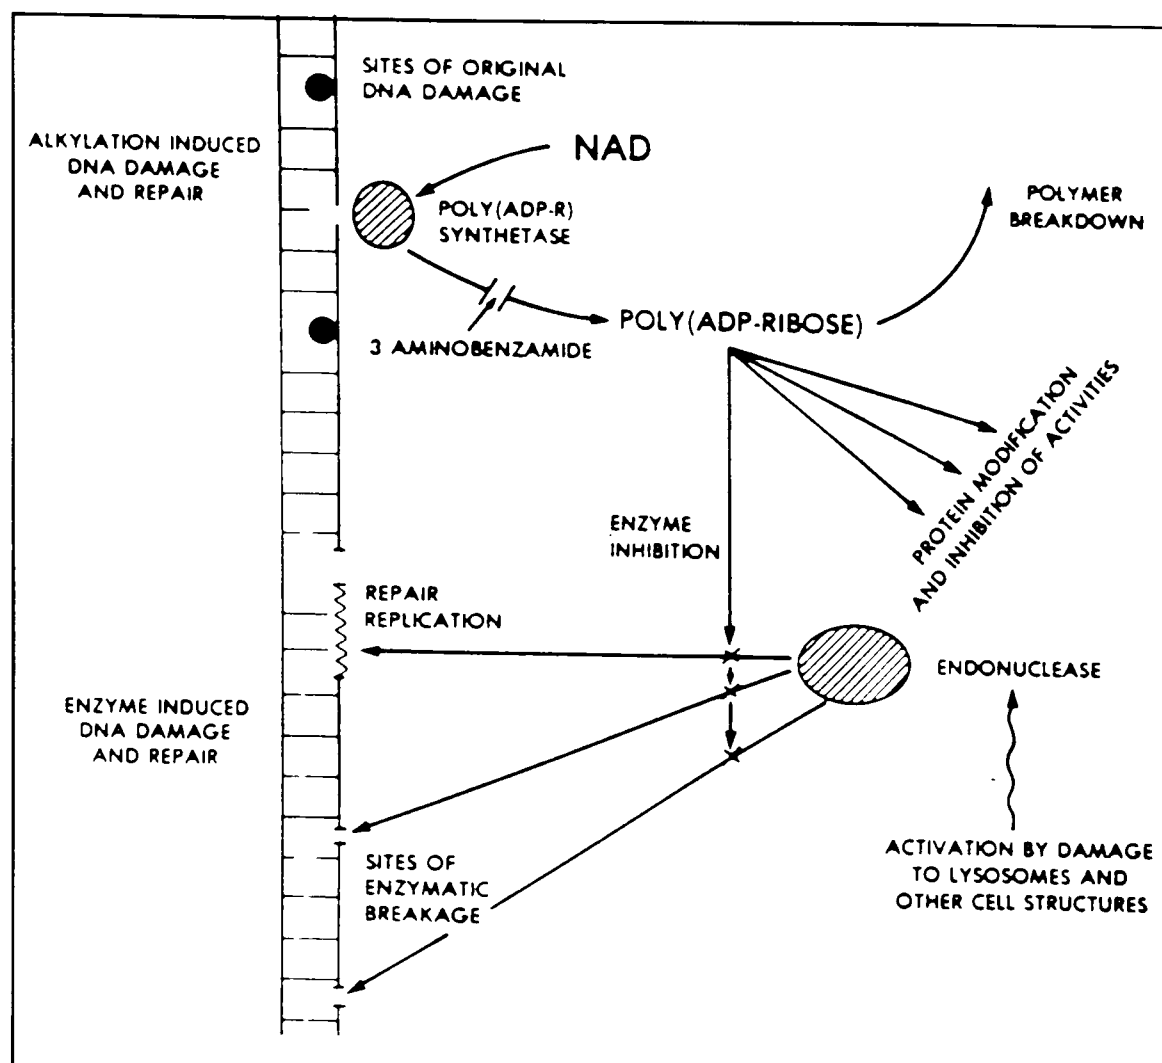 SITES OF ORIGINAL
DNA DAMAGE
ALKYLATION INDUCED
DNA DAMAGE
AND REPAIR
NAD
POLY(ADP-R)
SYNTHETASE
POLYMER
BREAKDOWN
POLY(ADP-RIBOSE)
3 AMINOBENZAMIDE
PROTEIN MODIFICATION
AND INHIBITION OF ACTIVITIES
ENZYME
INHIBITION
REPAIR
REPLICATION
ENDONUCLEASE
ENZYME INDUCED
DNA DAMAGE
AND REPAIR
SITES OF
ENZYMATIC
BREAKAGE
ACTIVATION BY DAMAGE
TO LYSOSOMES AND
OTHER CELL STRUCTURES